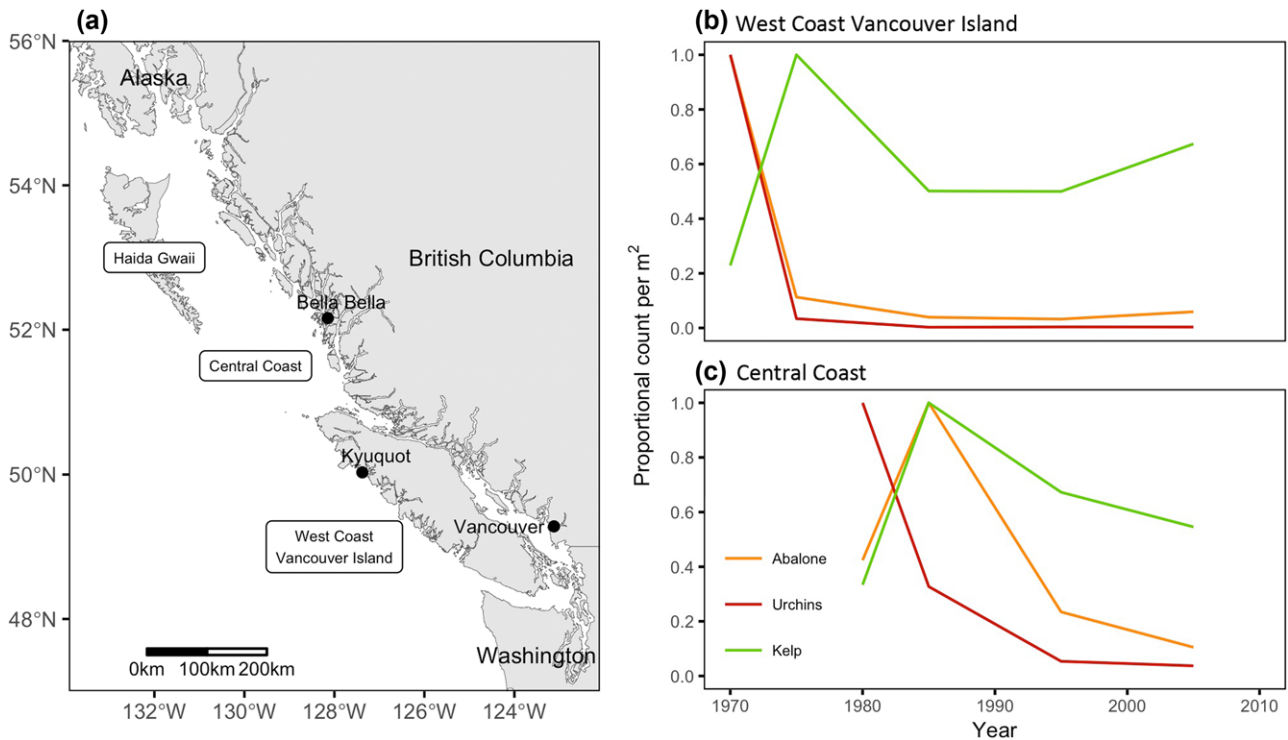 (a)
56°N
54°N
52°N
50°N
48°N
Alaska
Haida Gwaii
British Columbia
Bella Bella
Central Coast
Kyuquot
Vancouver
West Coast
Vancouver Island
0km 100km 200km
Washington
132°W 130°W 128°W 126°W 124°W
(b) West Coast Vancouver Island
1.0
0.8
0.6
0.4
0.2
0.0
Proportional count per m²
(c) Central Coast
1.0
0.8
0.6
0.4
0.2
0.0
Abalone
Urchins
Kelp
1970 1980 1990 2000 2010
Year